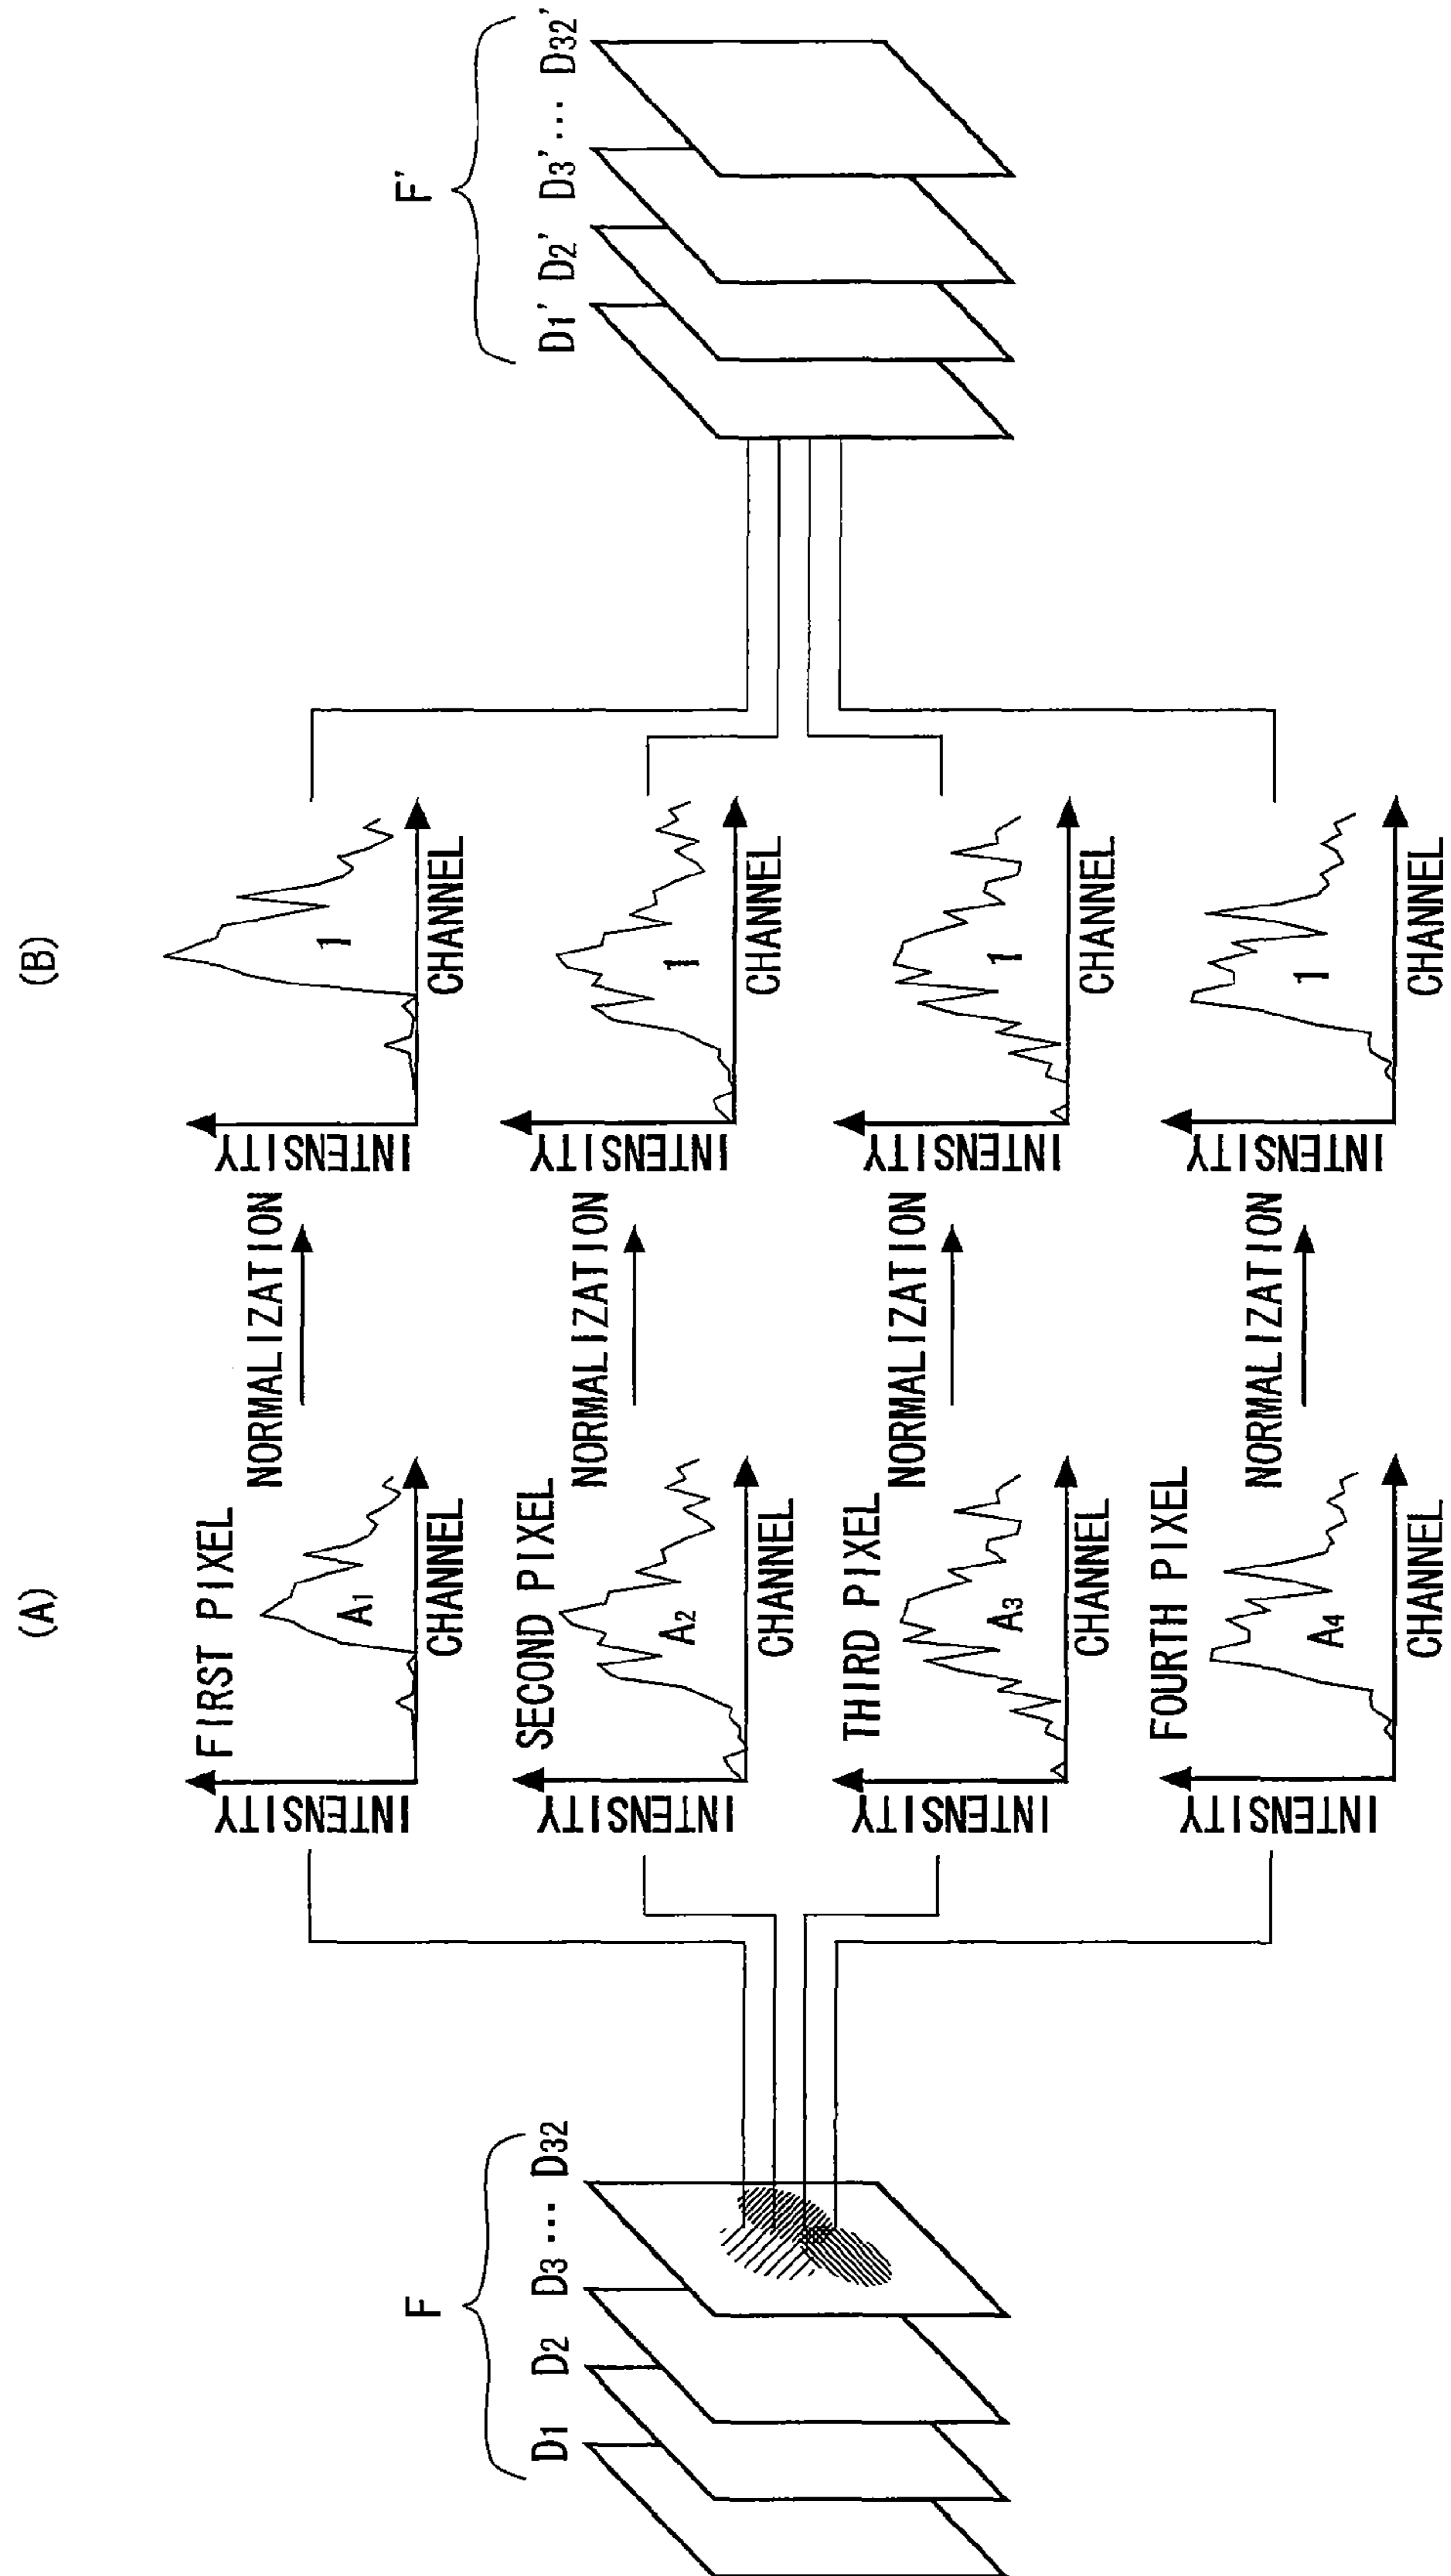 (A)
(B)
F
D1 D2 D3 ... D32
FIRST PIXEL
INTENSITY
A1
CHANNEL
NORMALIZATION
INTENSITY
1
CHANNEL
SECOND PIXEL
INTENSITY
A2
CHANNEL
NORMALIZATION
INTENSITY
1
CHANNEL
THIRD PIXEL
INTENSITY
A3
CHANNEL
NORMALIZATION
INTENSITY
1
CHANNEL
FOURTH PIXEL
INTENSITY
A4
CHANNEL
NORMALIZATION
INTENSITY
1
CHANNEL
F'
D1' D2' D3' ... D32'